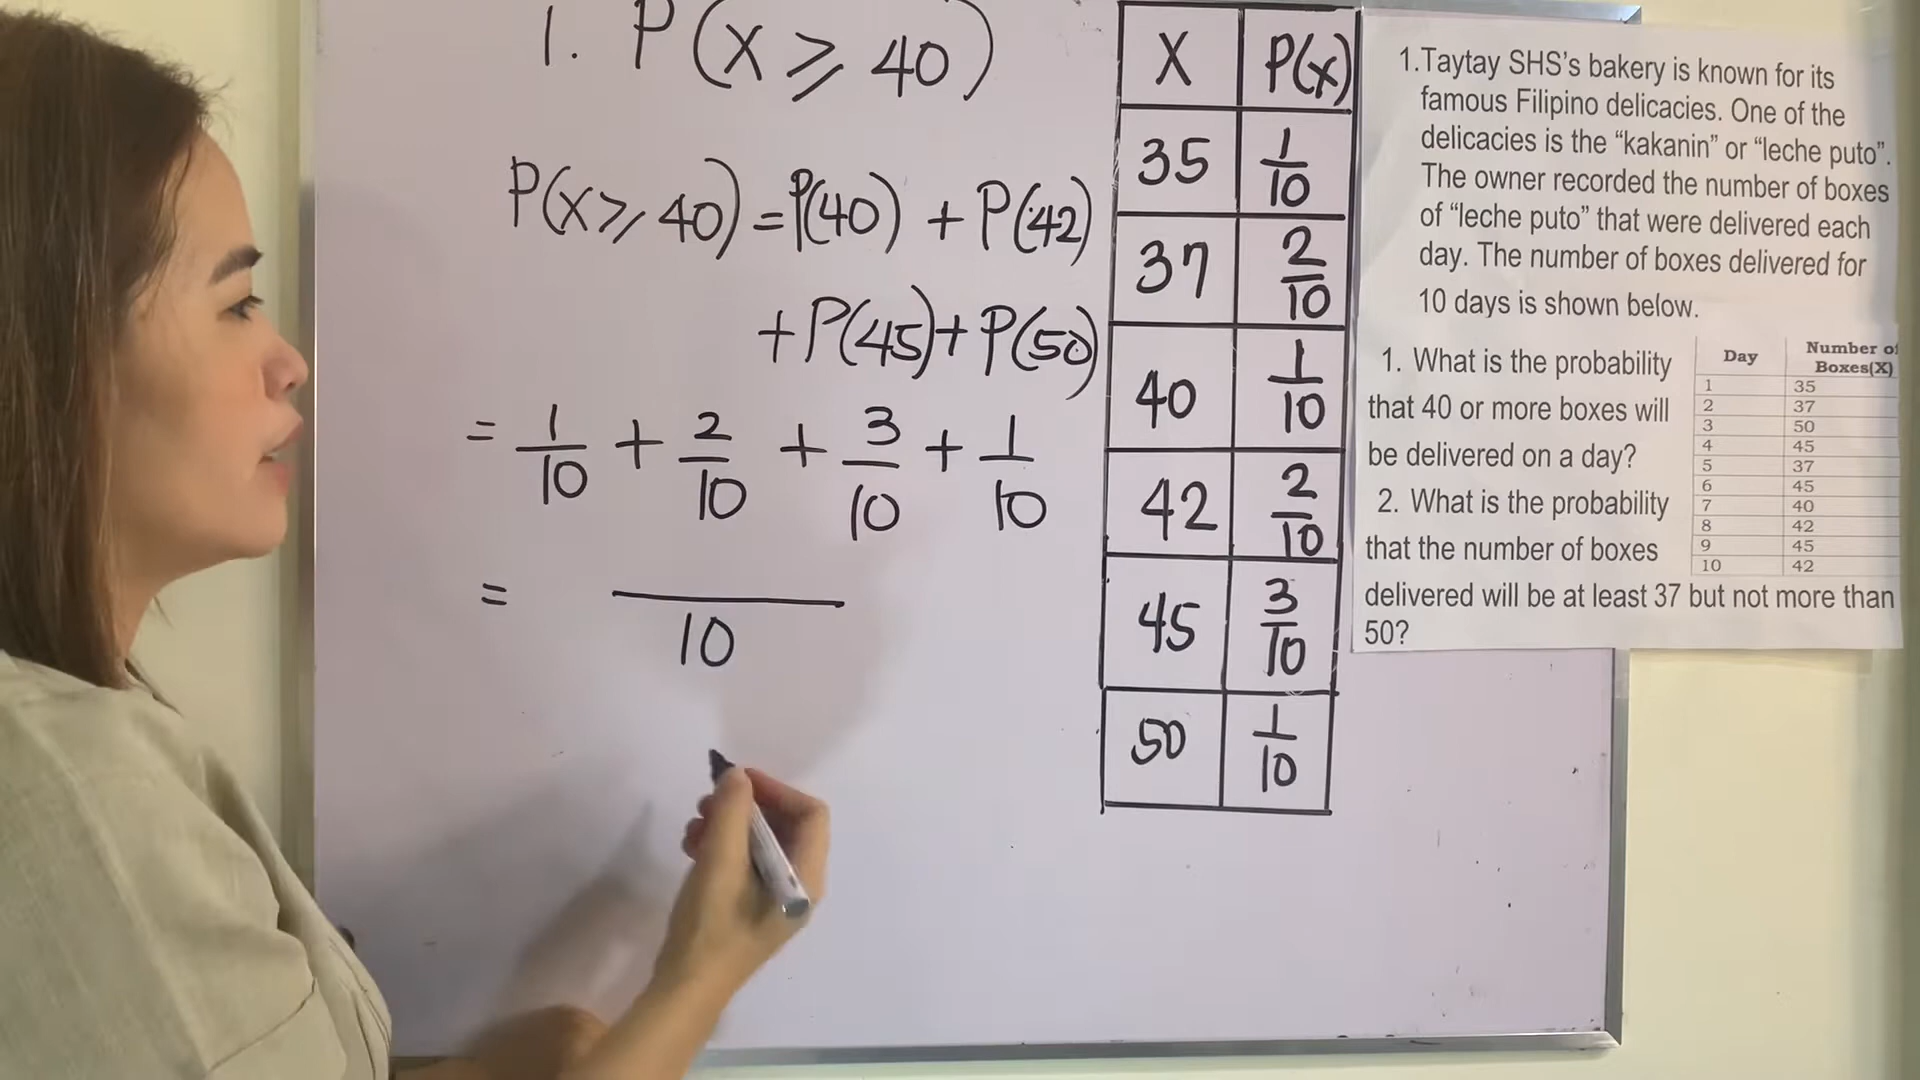 1. P(x ≥ 40)
P(x ≥ 40) = P(40) + P(42)
+ P(45) + P(50)
= 1/10 + 2/10 + 3/10 + 1/10
= /10
X P(x)
35 1/10
37 2/10
40 1/10
42 2/10
45 3/10
50 1/10
1.Taytay SHS's bakery is known for its
famous Filipino delicacies. One of the
delicacies is the “kakanin” or “leche puto”.
The owner recorded the number of boxes
of “leche puto” that were delivered each
day. The number of boxes delivered for
10 days is shown below.
1. What is the probability
that 40 or more boxes will
be delivered on a day?
2. What is the probability
that the number of boxes
delivered will be at least 37 but not more than
50?
Day Number of
Boxes(X)
1 35
2 37
3 50
4 45
5 37
6 45
7 40
8 42
9 45
10 42